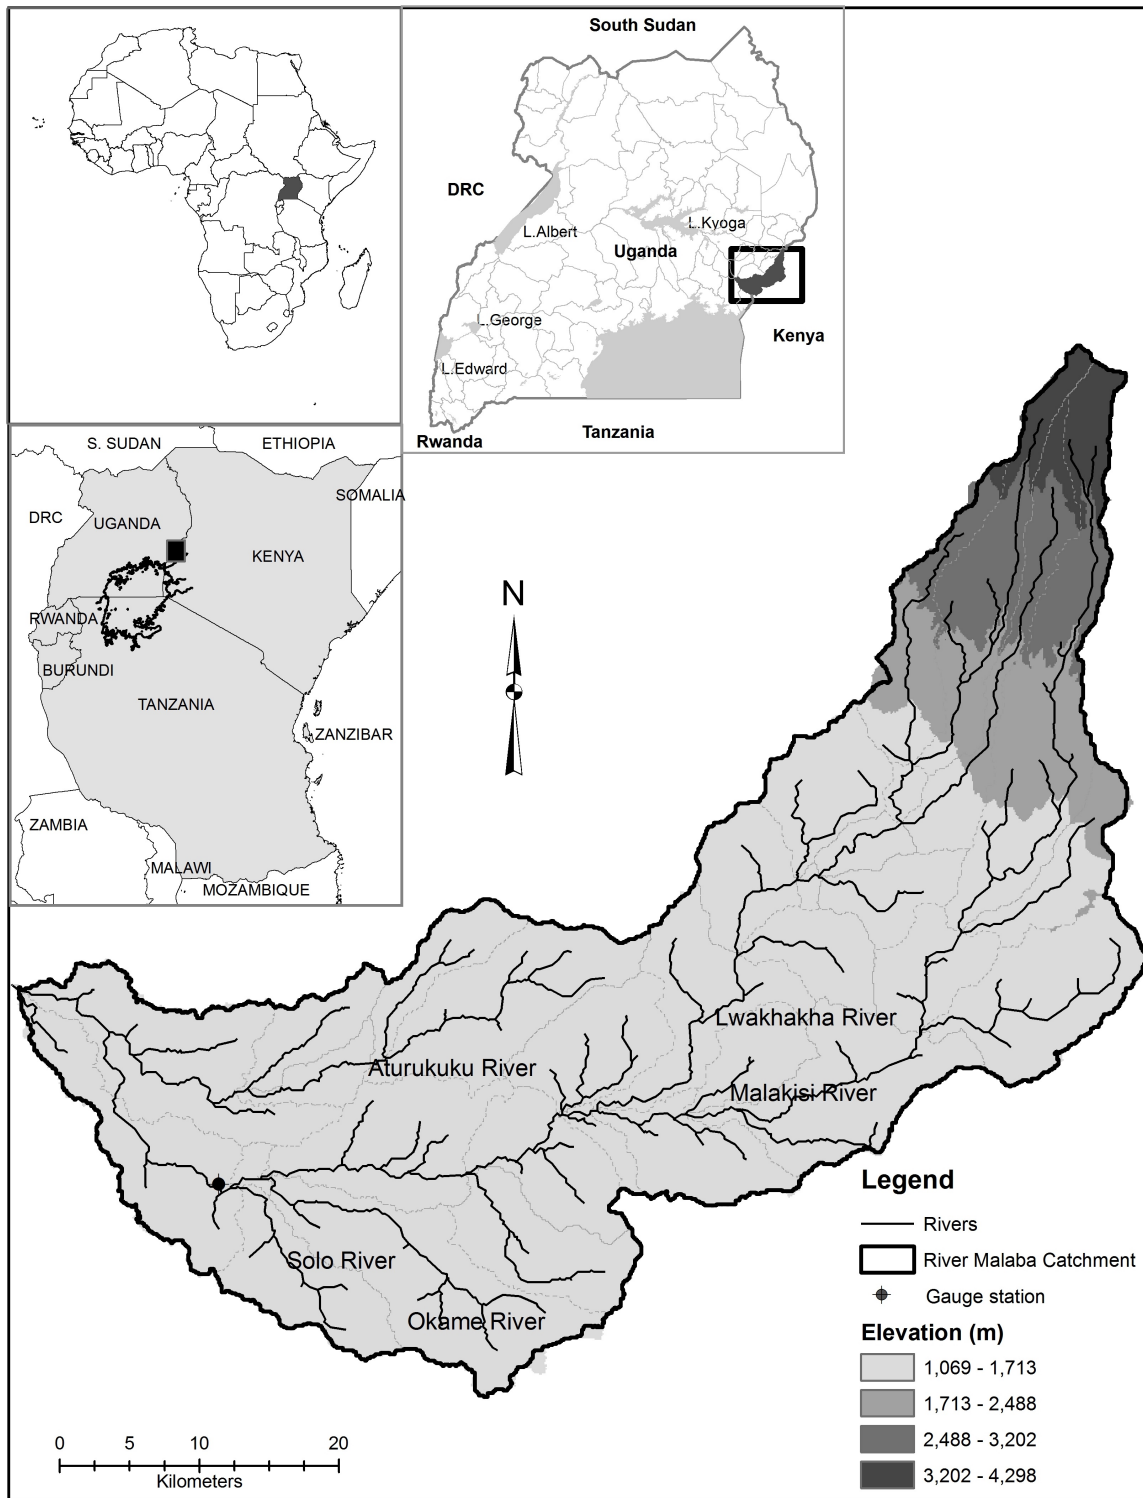 South Sudan
DRC
L.Kyoga
L.Albert
Uganda
L.George
Kenya
L.Edward
Rwanda
Tanzania
S. SUDAN
ETHIOPIA
SOMALIA
DRC
UGANDA
KENYA
RWANDA
BURUNDI
TANZANIA
ZANZIBAR
ZAMBIA
MALAWI
MOZAMBIQUE
N
Lwakhakha River
Aturukuku River
Malakisi River
Solo River
Okame River
Legend
Rivers
River Malaba Catchment
Gauge station
Elevation (m)
1,069 - 1,713
1,713 - 2,488
2,488 - 3,202
3,202 - 4,298
0 5 10 20
Kilometers